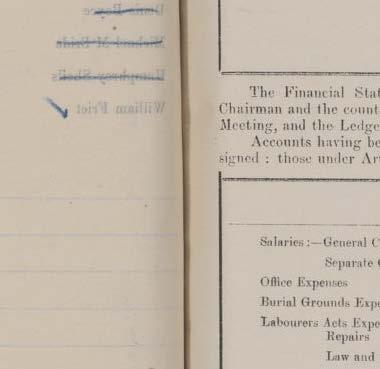 The Financial Stat
Chairman and the count
Meeting, and the Ledge
Accounts having be
signed : those under Ar
Salaries :—General C
Separate
Office Expenses
Burial Grounds Expe
Labourers Acts Expe
Repairs
Law and